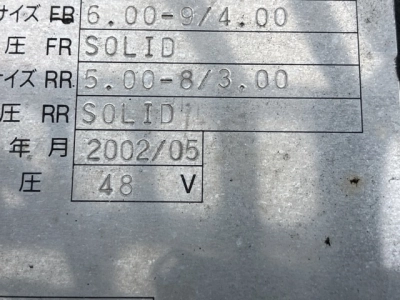 サイズ FR 6.00-9/4.00
圧 FR SOLID
イズ RR 5.00-8/3.00
圧 RR SOLID
年 月 2002/05
圧 48 V